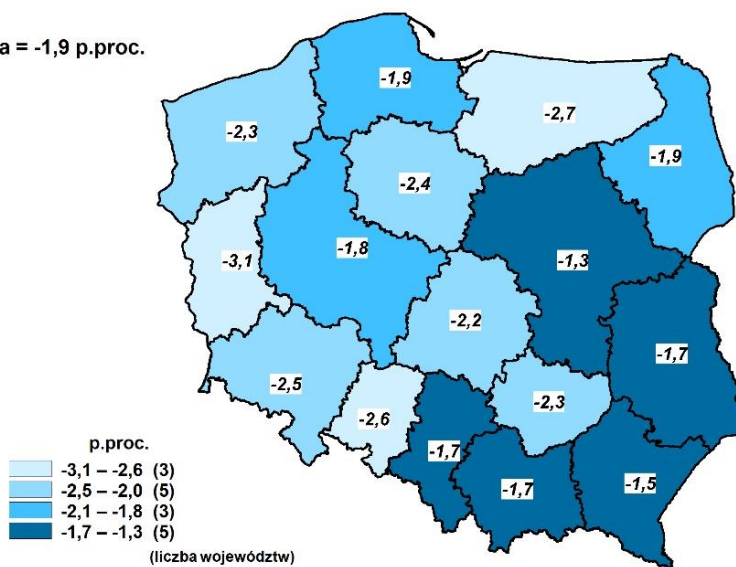 a = -1,9 p.proc.
-1,9
-2,7
-2,3
-1,9
-2,4
-1,8
-3,1
-1,3
-2,2
-1,7
-2,5
-2,3
-2,6
-1,7
-1,7
-1,5
p.proc.
-3,1 – -2,6 (3)
-2,5 – -2,0 (5)
-2,1 – -1,8 (3)
-1,7 – -1,3 (5)
(liczba województw)